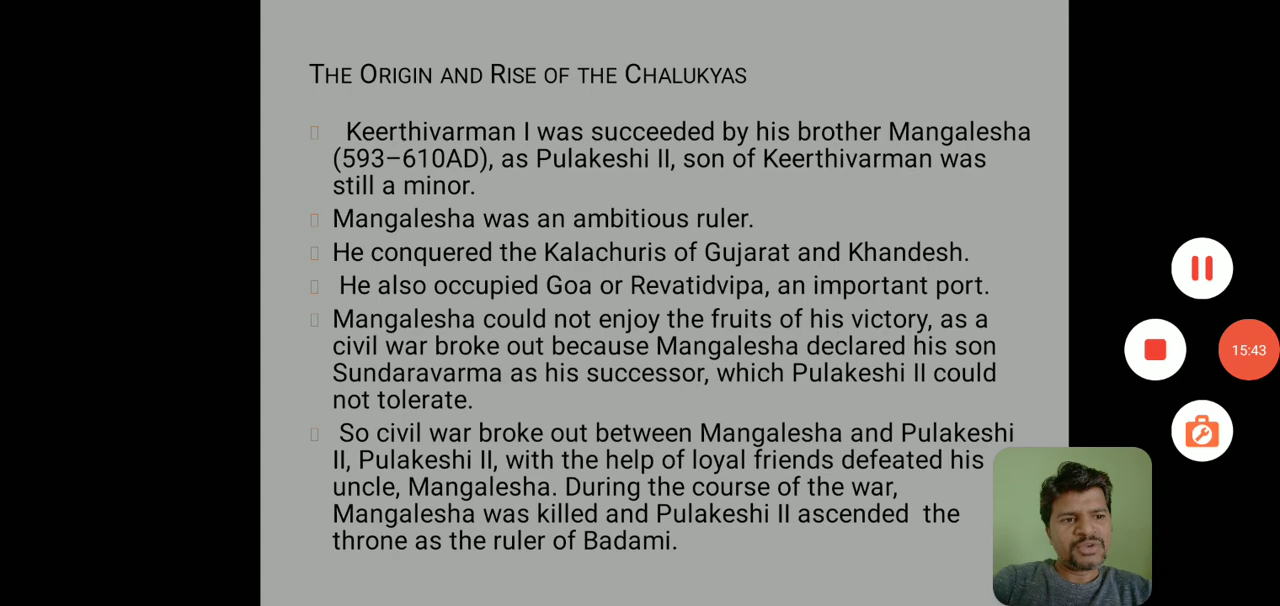 THE ORIGIN AND RISE OF THE CHALUKYAS
Keerthivarman I was succeeded by his brother Mangalesha
(593–610AD), as Pulakeshi II, son of Keerthivarman was
still a minor.
Mangalesha was an ambitious ruler.
He conquered the Kalachuris of Gujarat and Khandesh.
He also occupied Goa or Revatidvipa, an important port.
Mangalesha could not enjoy the fruits of his victory, as a
civil war broke out because Mangalesha declared his son
Sundaravarma as his successor, which Pulakeshi II could
not tolerate.
So civil war broke out between Mangalesha and Pulakeshi
II, Pulakeshi II, with the help of loyal friends defeated his
uncle, Mangalesha. During the course of the war,
Mangalesha was killed and Pulakeshi II ascended the
throne as the ruler of Badami.
15:43